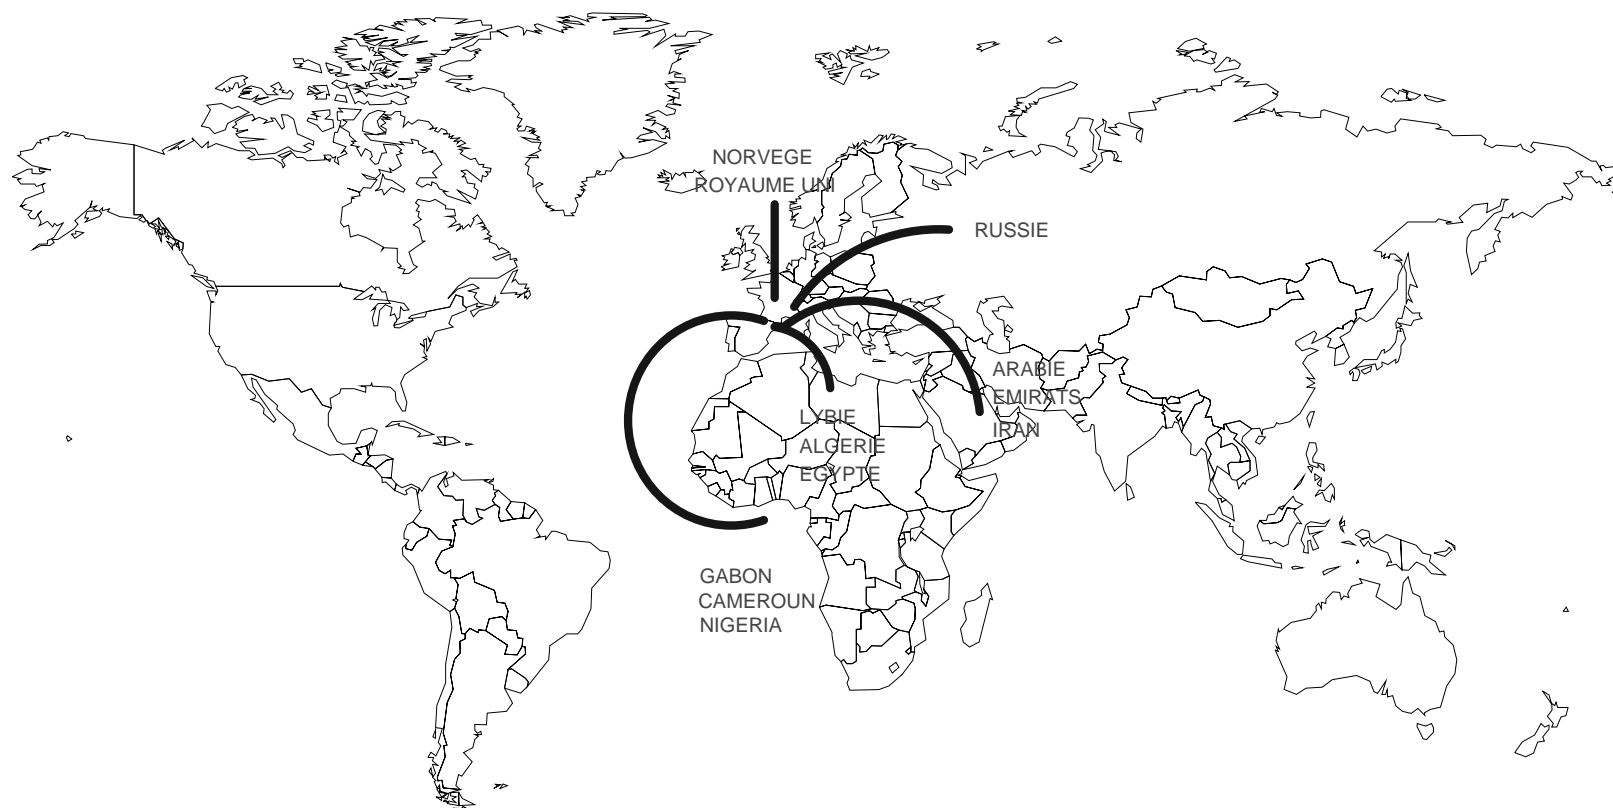 NORVEGE
ROYAUME UNI
RUSSIE
ARABIE
EMIRATS
IRAN
LYBIE
ALGERIE
EGYPTE
GABON
CAMEROUN
NIGERIA